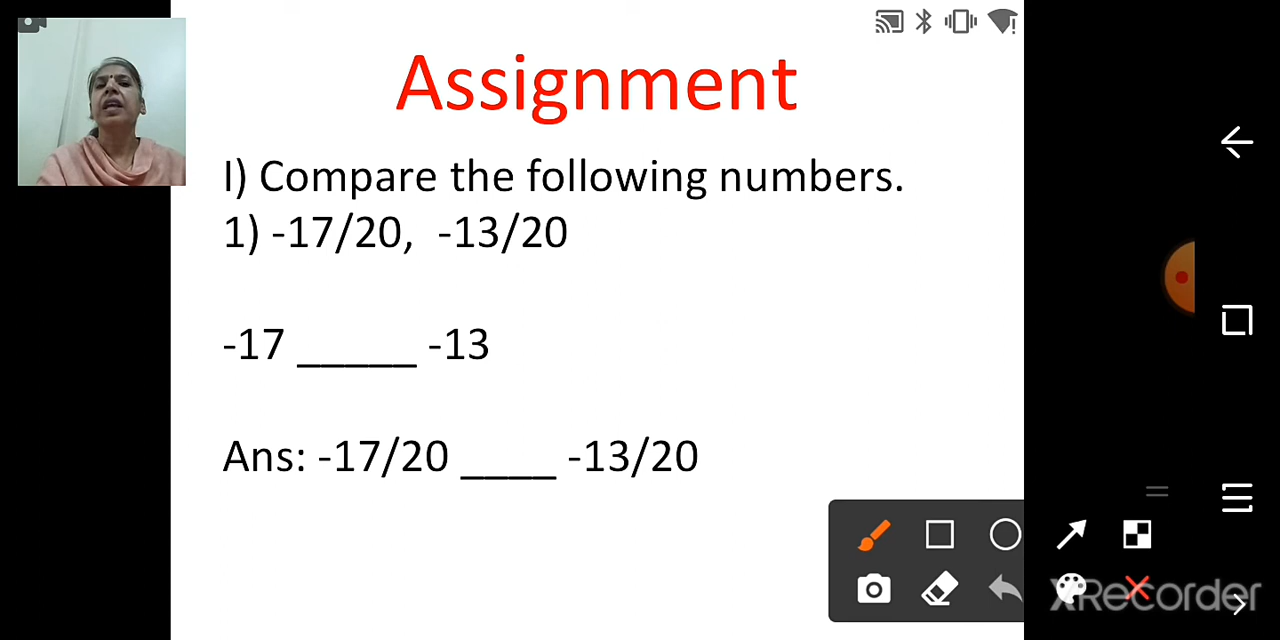 Assignment
I) Compare the following numbers.
1) -17/20, -13/20
-17 _____ -13
Ans: -17/20 ____ -13/20
XRecorder